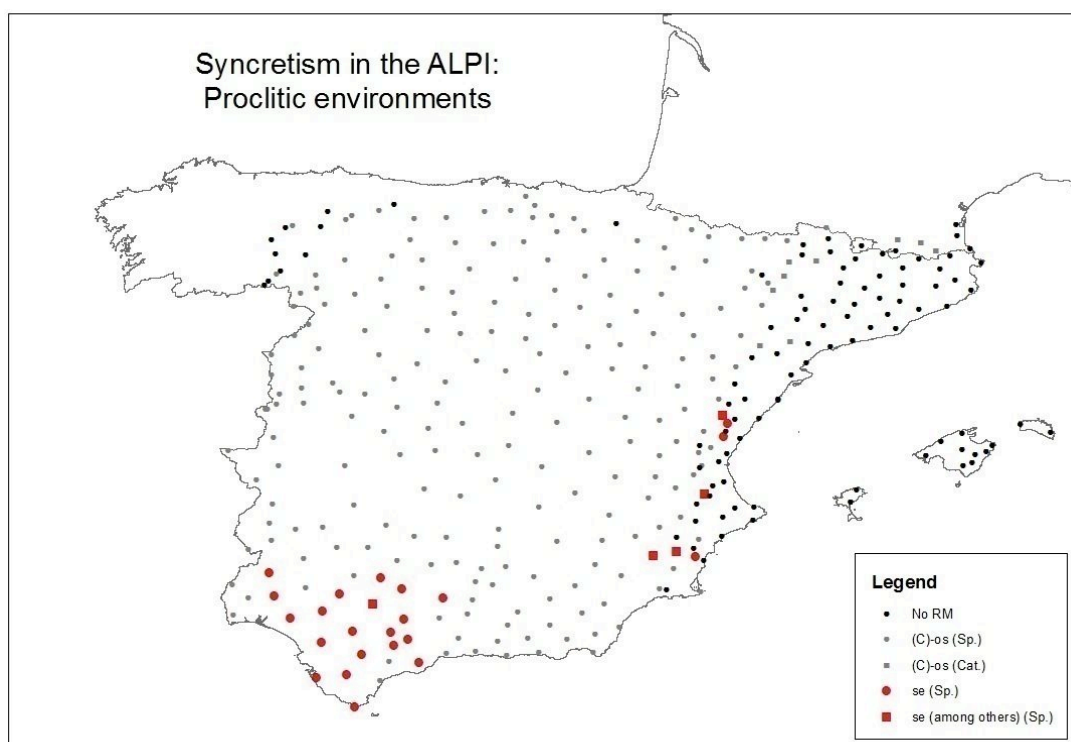 Syncretism in the ALPI:
Proclitic environments
Legend
No RM
(C)-os (Sp.)
(C)-os (Cat.)
se (Sp.)
se (among others) (Sp.)